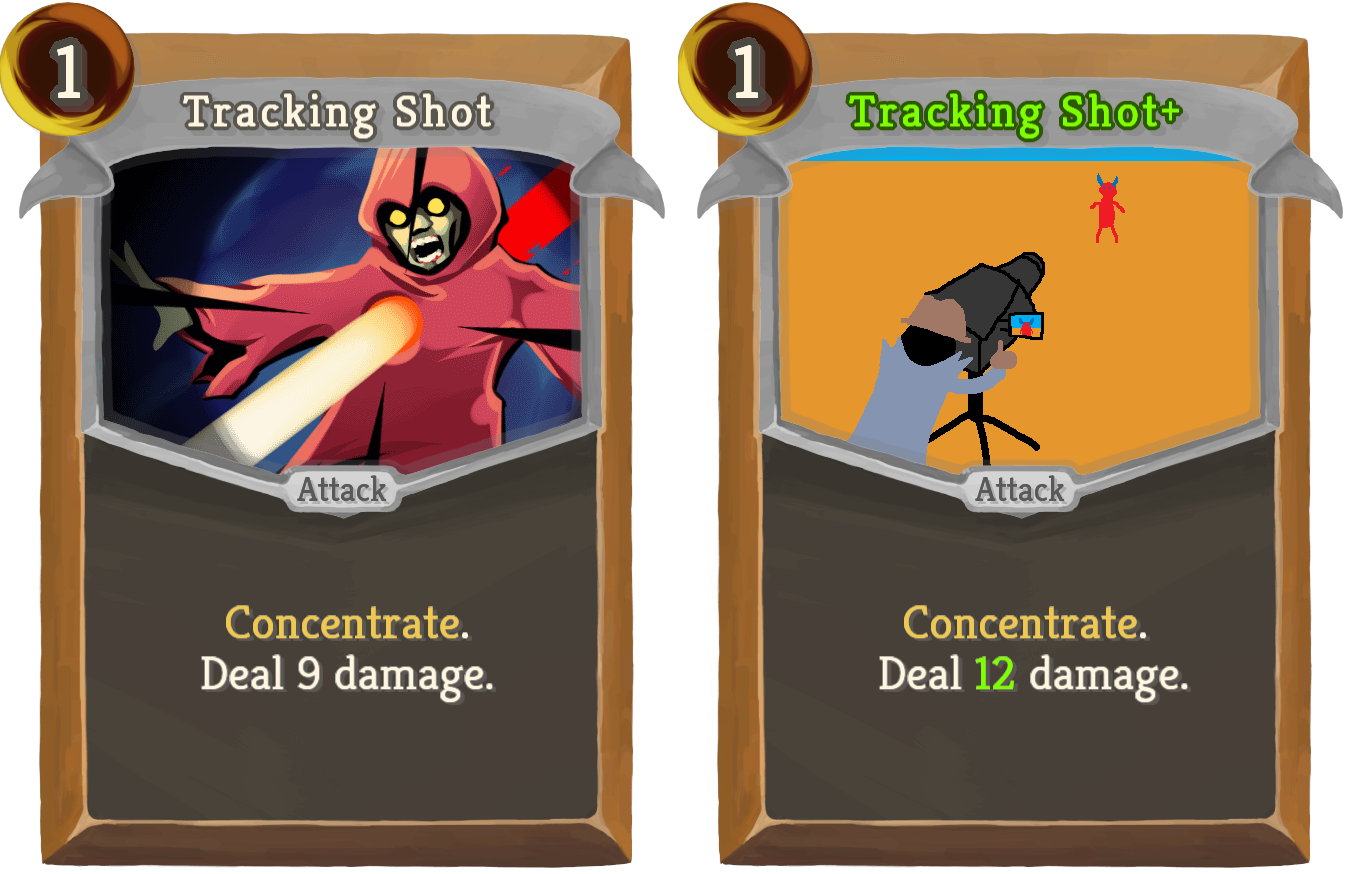 1
Tracking Shot
Attack
Concentrate.
Deal 9 damage.
1
Tracking Shot+
Attack
Concentrate.
Deal 12 damage.